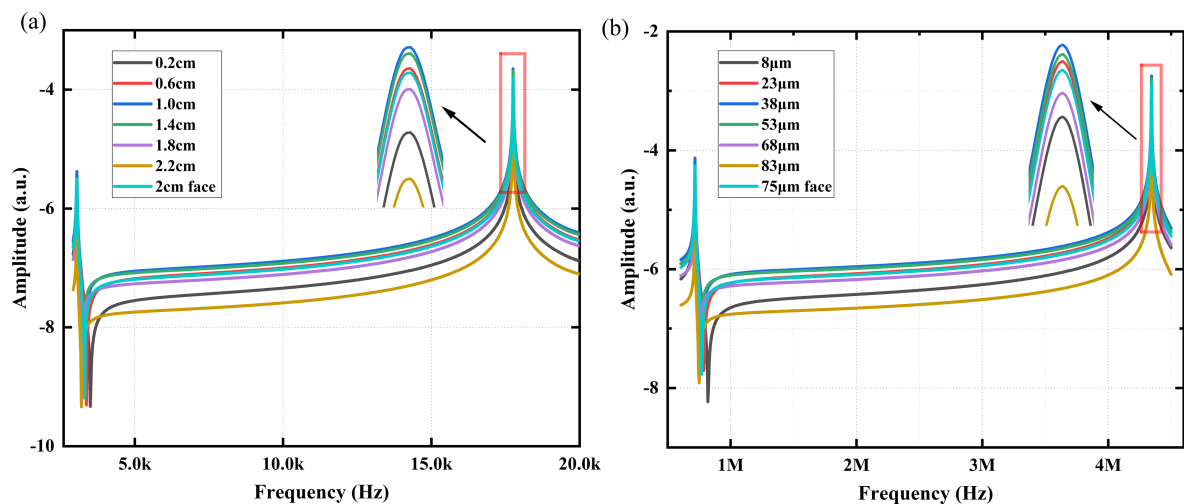 (a)
0.2cm
0.6cm
1.0cm
1.4cm
1.8cm
2.2cm
2cm face
-4
-6
-8
-10
Amplitude (a.u.)
5.0k 10.0k 15.0k 20.0k
Frequency (Hz)
(b)
8μm
23μm
38μm
53μm
68μm
83μm
75μm face
-2
-4
-6
-8
Amplitude (a.u.)
1M 2M 3M 4M
Frequency (Hz)